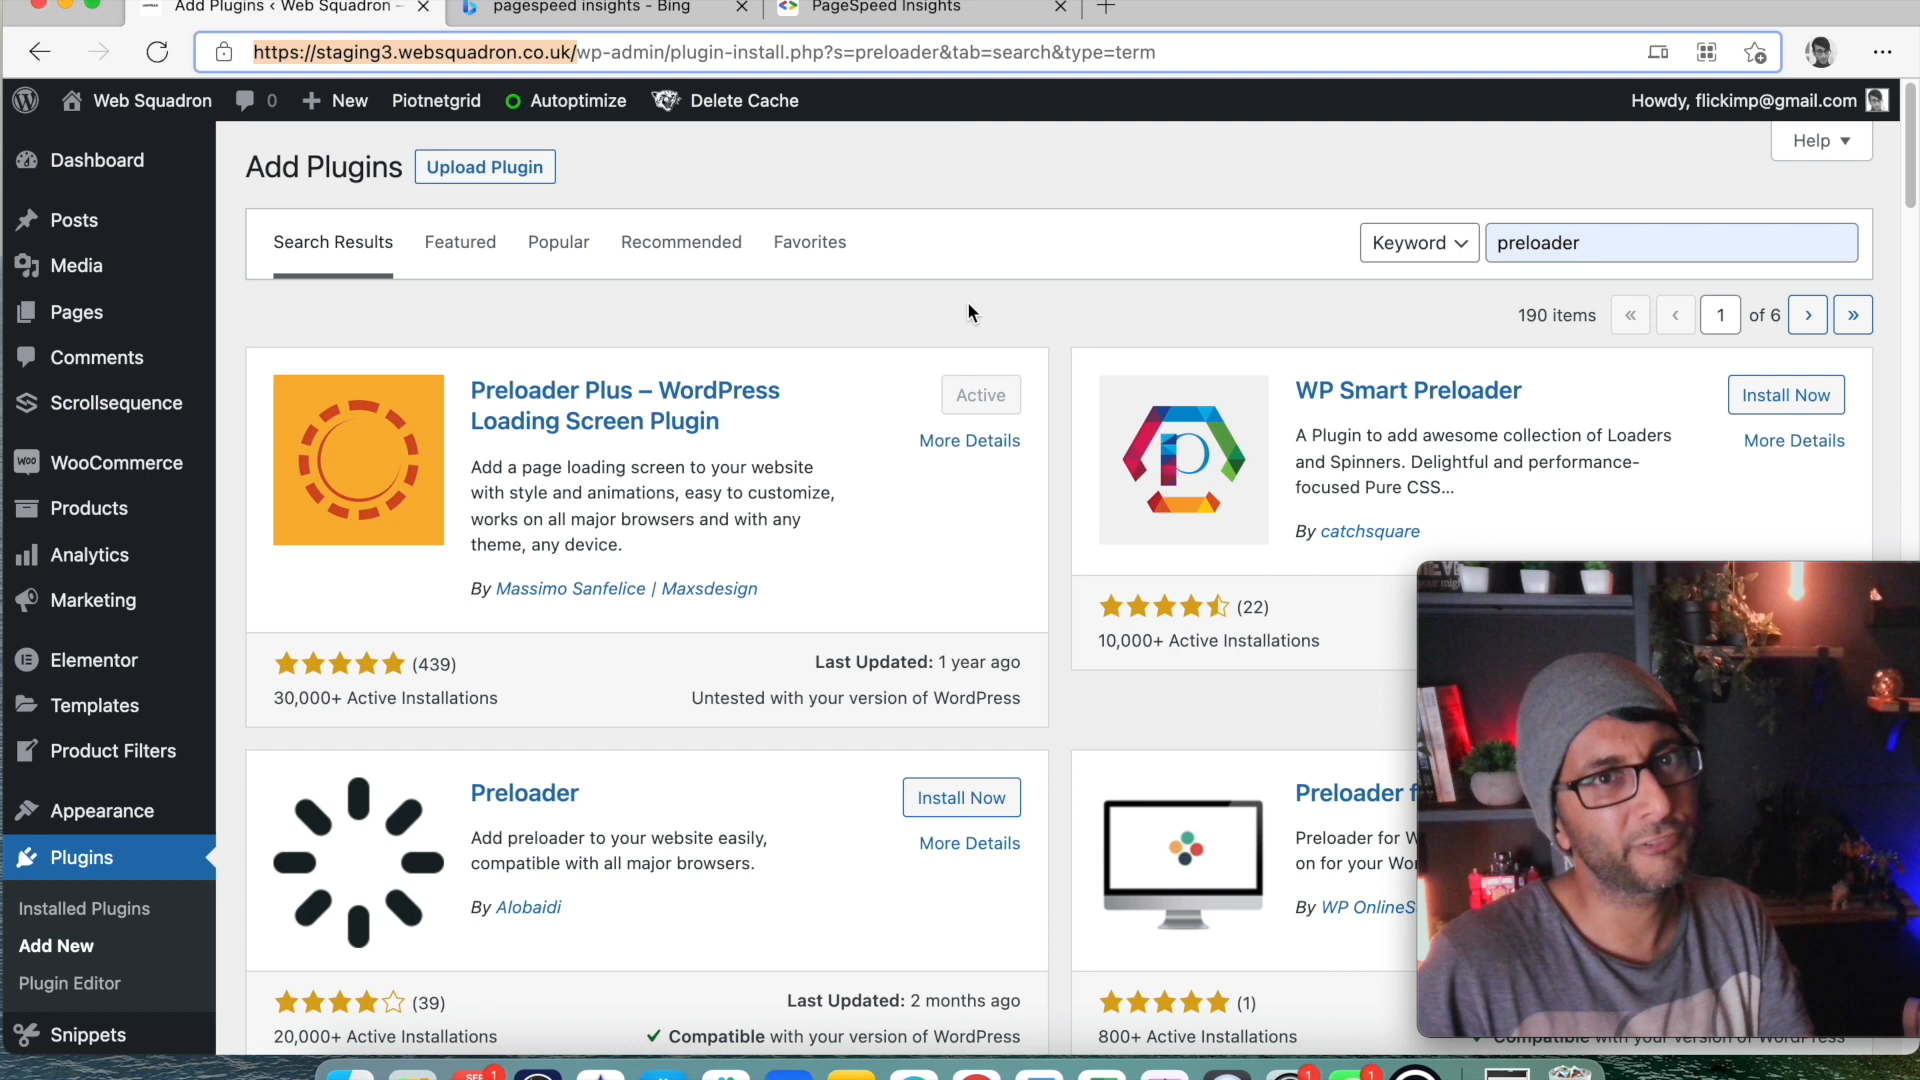 Add Plugins < Web Squadron –
pagespeed insights - Bing
PageSpeed Insights
https://staging3.websquadron.co.uk/wp-admin/plugin-install.php?s=preloader&tab=search&type=term
Web Squadron
0
New
Piotnetgrid
Autoptimize
Delete Cache
Howdy, flickimp@gmail.com
Dashboard
Posts
Media
Pages
Comments
Scrollsequence
WooCommerce
Products
Analytics
Marketing
Elementor
Templates
Product Filters
Appearance
Plugins
Installed Plugins
Add New
Plugin Editor
Snippets
Add Plugins
Upload Plugin
Help
Search Results
Featured
Popular
Recommended
Favorites
Keyword
preloader
190 items
«
‹
1
of 6
›
»
Preloader Plus – WordPress
Loading Screen Plugin
Active
More Details
Add a page loading screen to your website
with style and animations, easy to customize,
works on all major browsers and with any
theme, any device.
By Massimo Sanfelice | Maxsdesign
(439)
Last Updated: 1 year ago
30,000+ Active Installations
Untested with your version of WordPress
WP Smart Preloader
Install Now
More Details
A Plugin to add awesome collection of Loaders
and Spinners. Delightful and performance-
focused Pure CSS...
By catchsquare
(22)
10,000+ Active Installations
Preloader
Install Now
More Details
Add preloader to your website easily,
compatible with all major browsers.
By Alobaidi
(39)
Last Updated: 2 months ago
20,000+ Active Installations
Compatible with your version of WordPress
Preloader
Preloader for
on for your
By WP
(1)
800+ Active Installations
Compatible with your version of WordPress
SEP
1
1
1